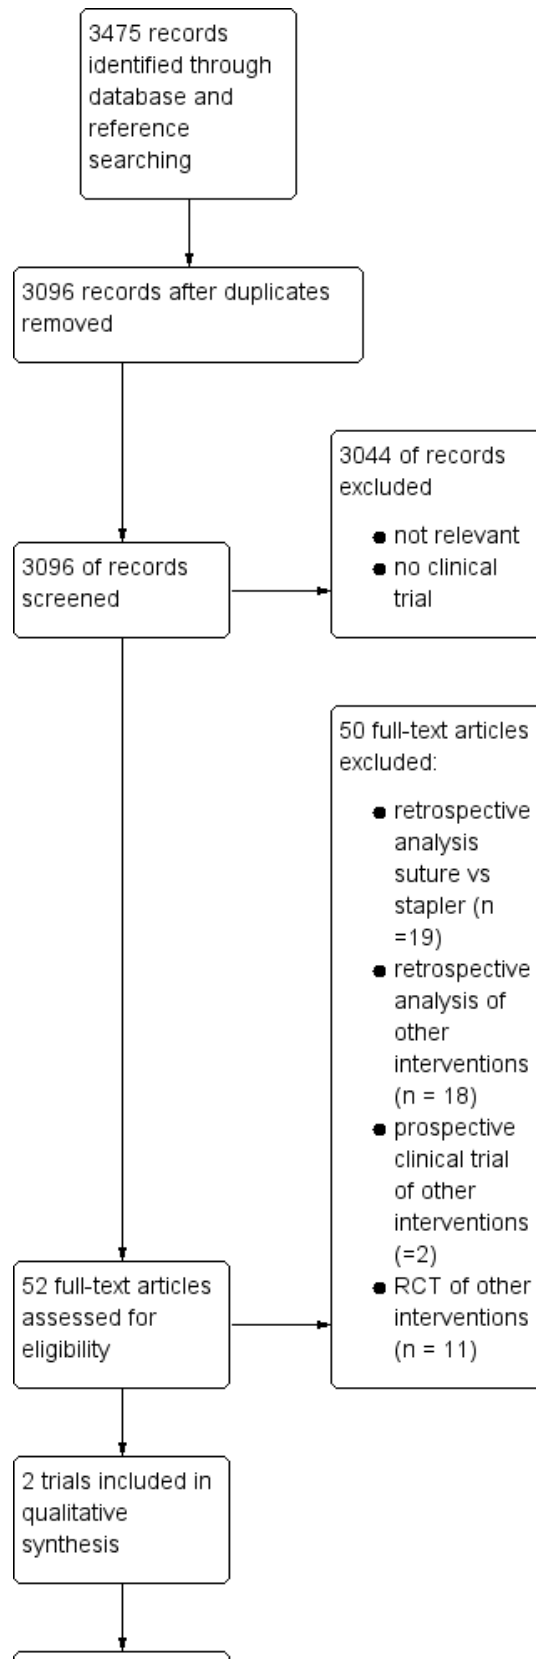 3475 records
identified through
database and
reference
searching
3096 records after duplicates
removed
3044 of records
excluded
● not relevant
● no clinical
trial
3096 of records
screened
50 full-text articles
excluded:
● retrospective
analysis
suture vs
stapler (n
=19)
● retrospective
analysis of
other
interventions
(n = 18)
● prospective
clinical trial
of other
interventions
(=2)
● RCT of other
interventions
(n = 11)
52 full-text articles
assessed for
eligibility
2 trials included in
qualitative
synthesis